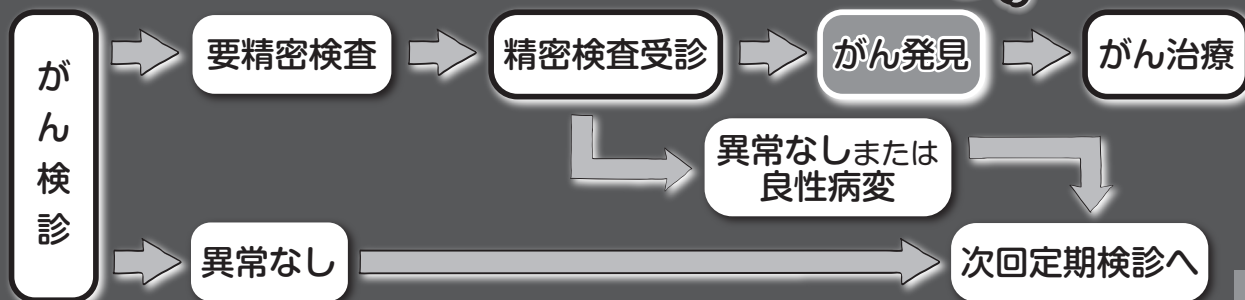 がん検診
要精密検査
精密検査受診
がん発見
がん治療
異常なしまたは
良性病変
異常なし
次回定期検診へ